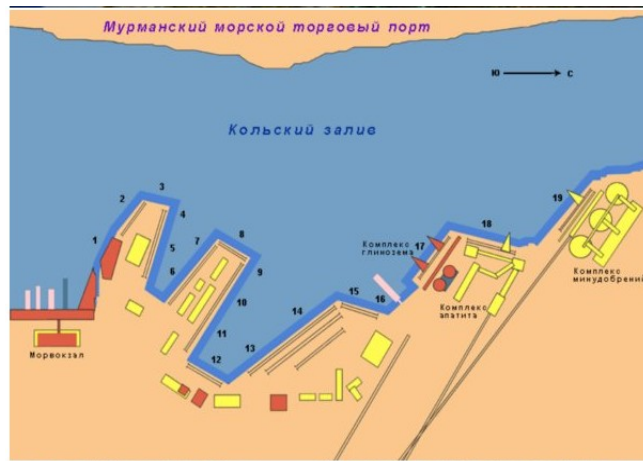 Мурманский морской торговый порт
Ю С
Кольский залив
3
2
4
19
1
5
7
8
18
17
Комплекс
глинозема
9
6
Комплекс
минудобрений
10
15
16
14
Комплекс
апатита
11
Морвокзал
12
13